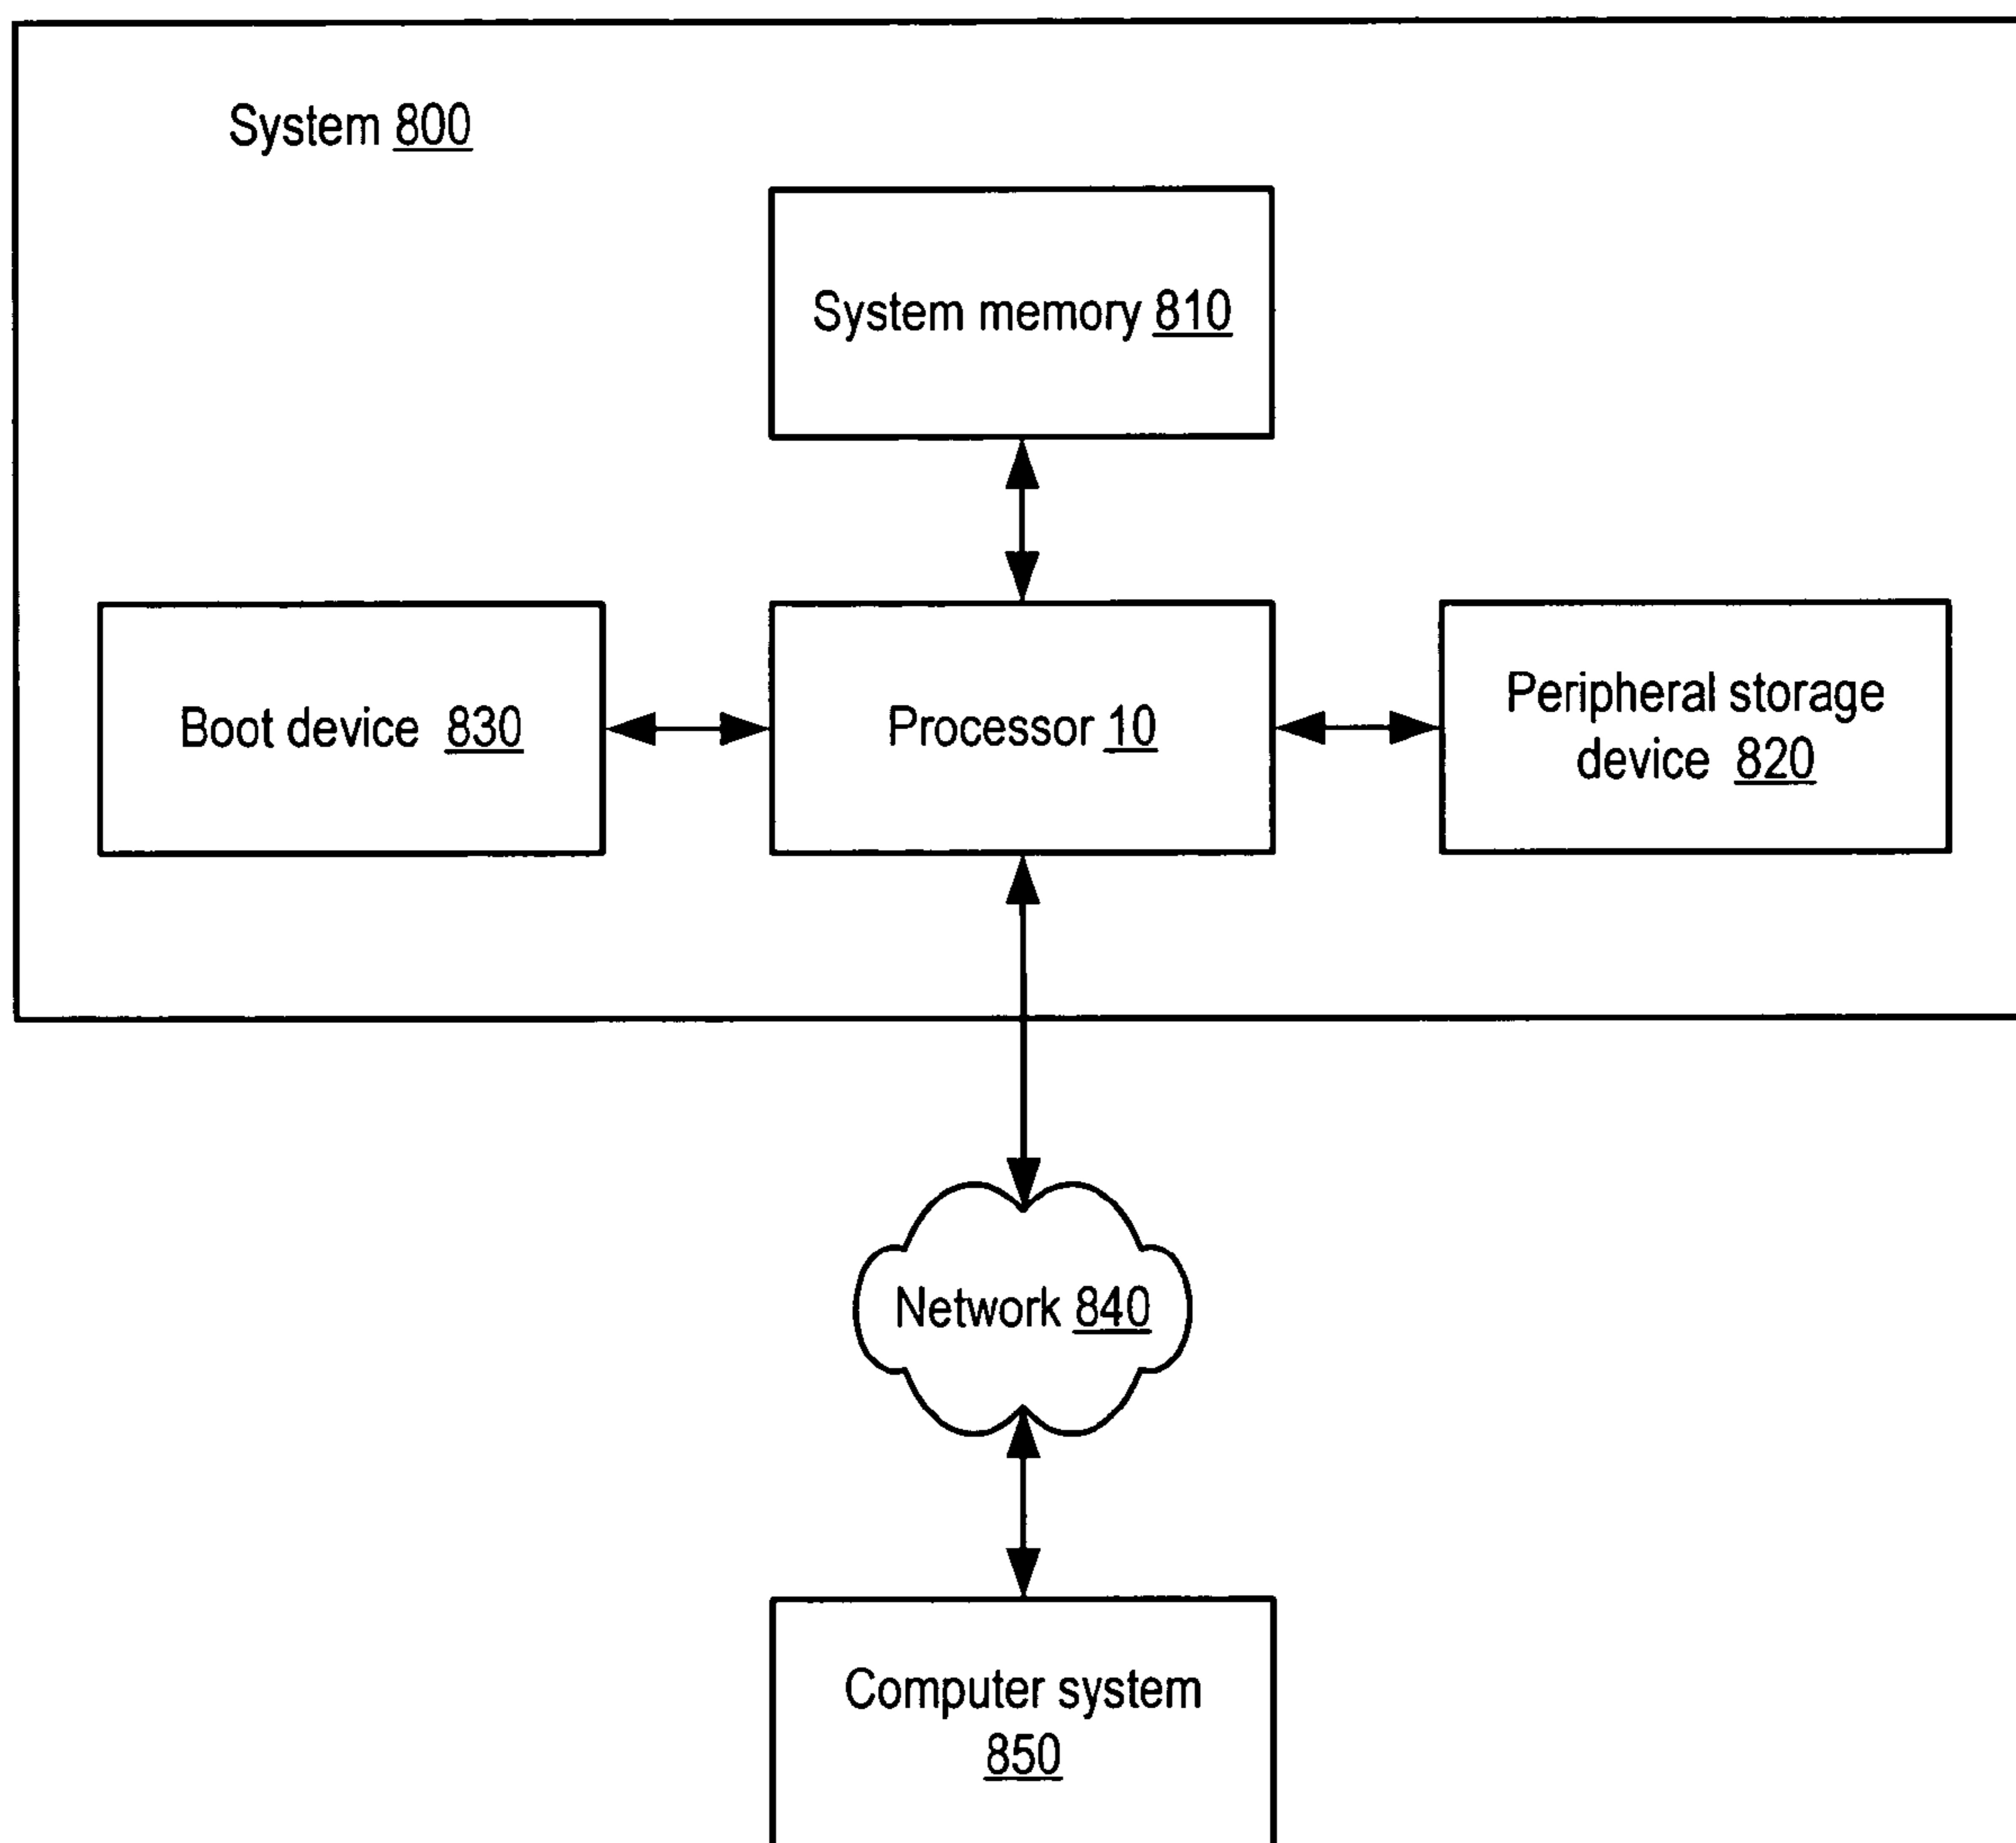 System 800
System memory 810
Boot device 830
Processor 10
Peripheral storage
device 820
Network 840
Computer system
850